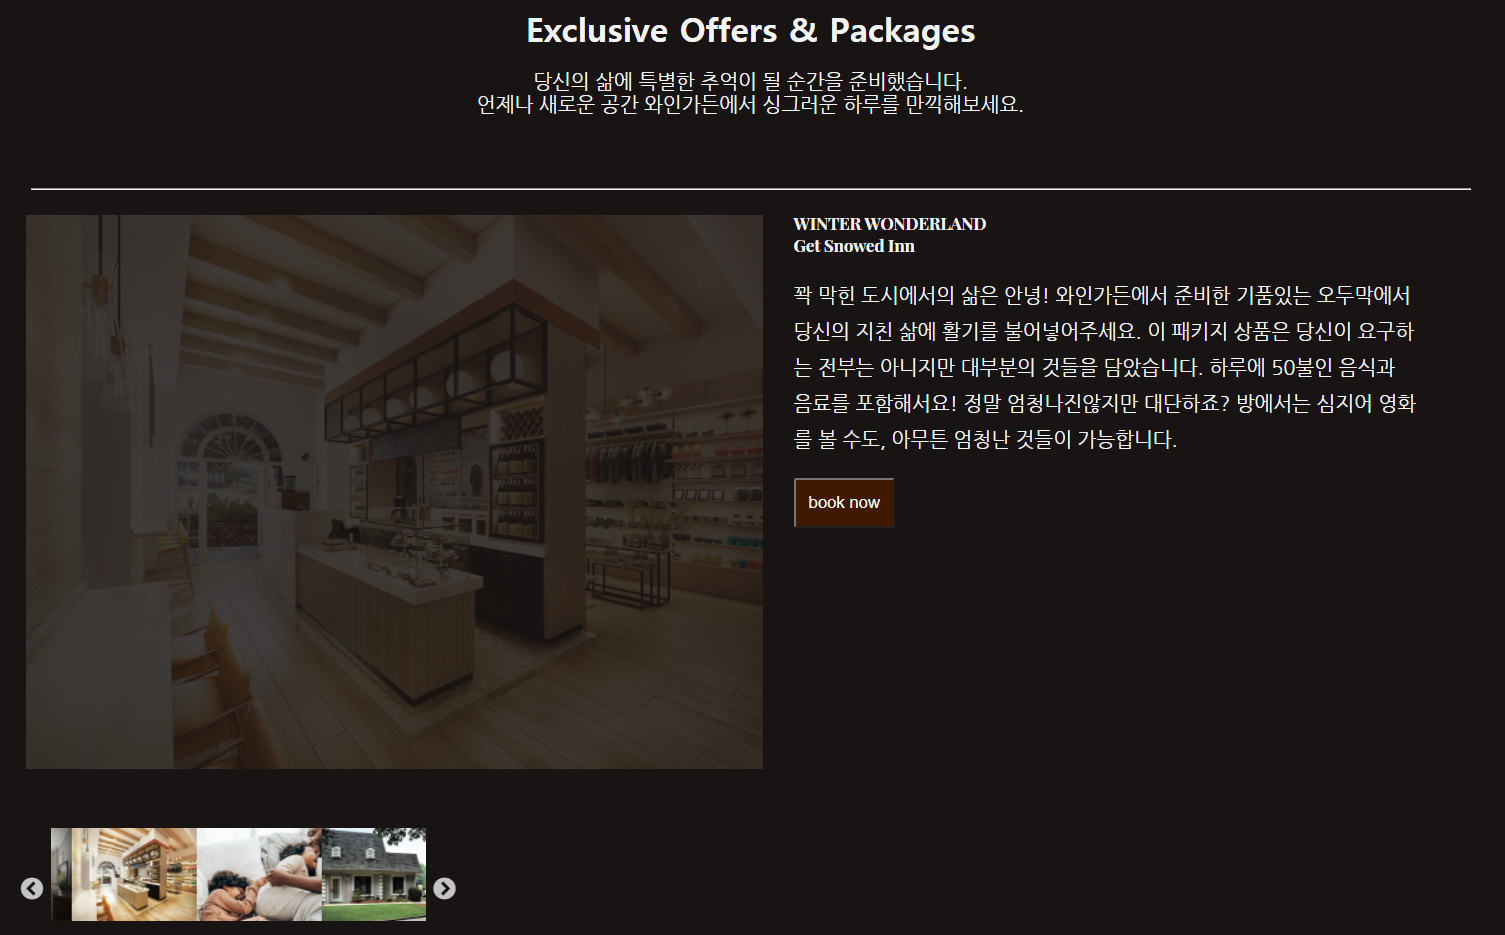 Exclusive Offers & Packages
당신의 삶에 특별한 추억이 될 순간을 준비했습니다.
언제나 새로운 공간 와인가든에서 싱그러운 하루를 만끽해보세요.
WINTER WONDERLAND
Get Snowed Inn
꽉 막힌 도시에서의 삶은 안녕! 와인가든에서 준비한 기품있는 오두막에서
당신의 지친 삶에 활기를 불어넣어주세요. 이 패키지 상품은 당신이 요구하
는 전부는 아니지만 대부분의 것들을 담았습니다. 하루에 50불인 음식과
음료를 포함해서요! 정말 엄청나진않지만 대단하죠? 방에서는 심지어 영화
를 볼 수도, 아무튼 엄청난 것들이 가능합니다.
book now